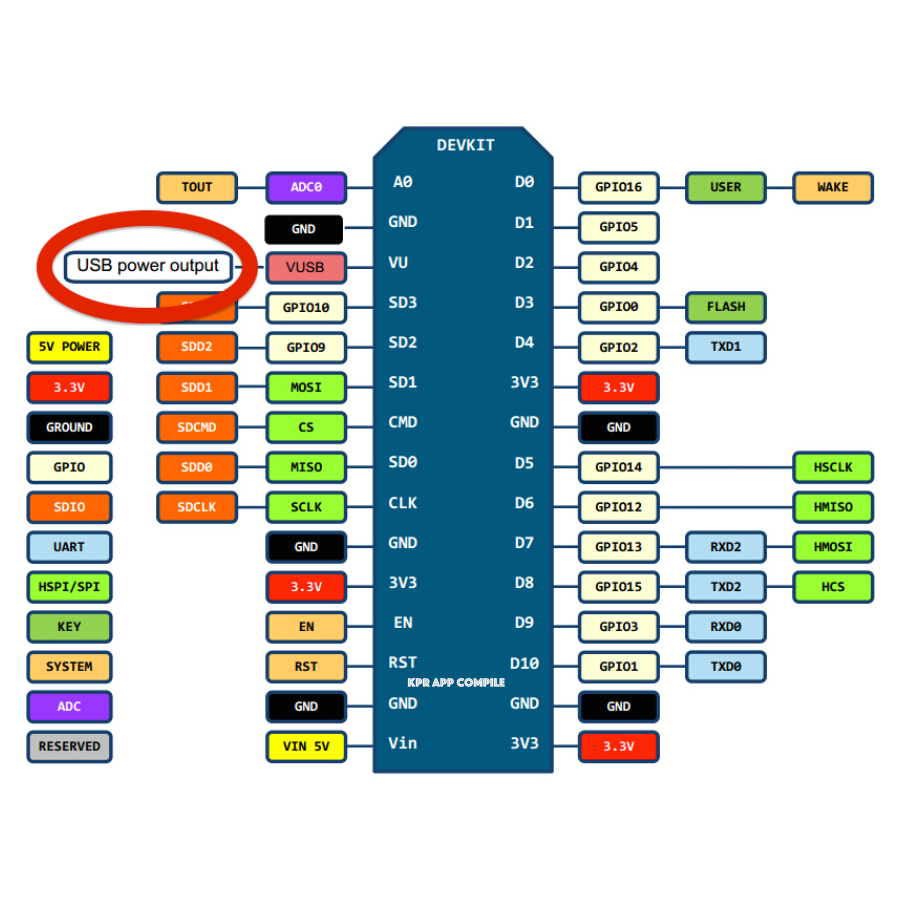 DEVKIT
TOUT ADC0 A0 D0 GPIO16 USER WAKE
GND GND D1 GPIO5
USB power output VUSB VU D2 GPIO4
GPIO10 SD3 D3 GPIO0 FLASH
5V POWER SDD2 GPIO9 SD2 D4 GPIO2 TXD1
3.3V SDD1 MOSI SD1 3V3 3.3V
GROUND SDCMD CS CMD GND GND
GPIO SDD0 MISO SD0 D5 GPIO14 HSCLK
SDIO SDCLK SCLK CLK D6 GPIO12 HMISO
UART GND GND D7 GPIO13 RXD2 HMOSI
HSPI/SPI 3.3V 3V3 D8 GPIO15 TXD2 HCS
KEY EN EN D9 GPIO3 RXD0
SYSTEM RST RST D10 GPIO1 TXD0
KPR APP COMPILE
ADC GND GND GND GND
RESERVED VIN 5V Vin 3V3 3.3V